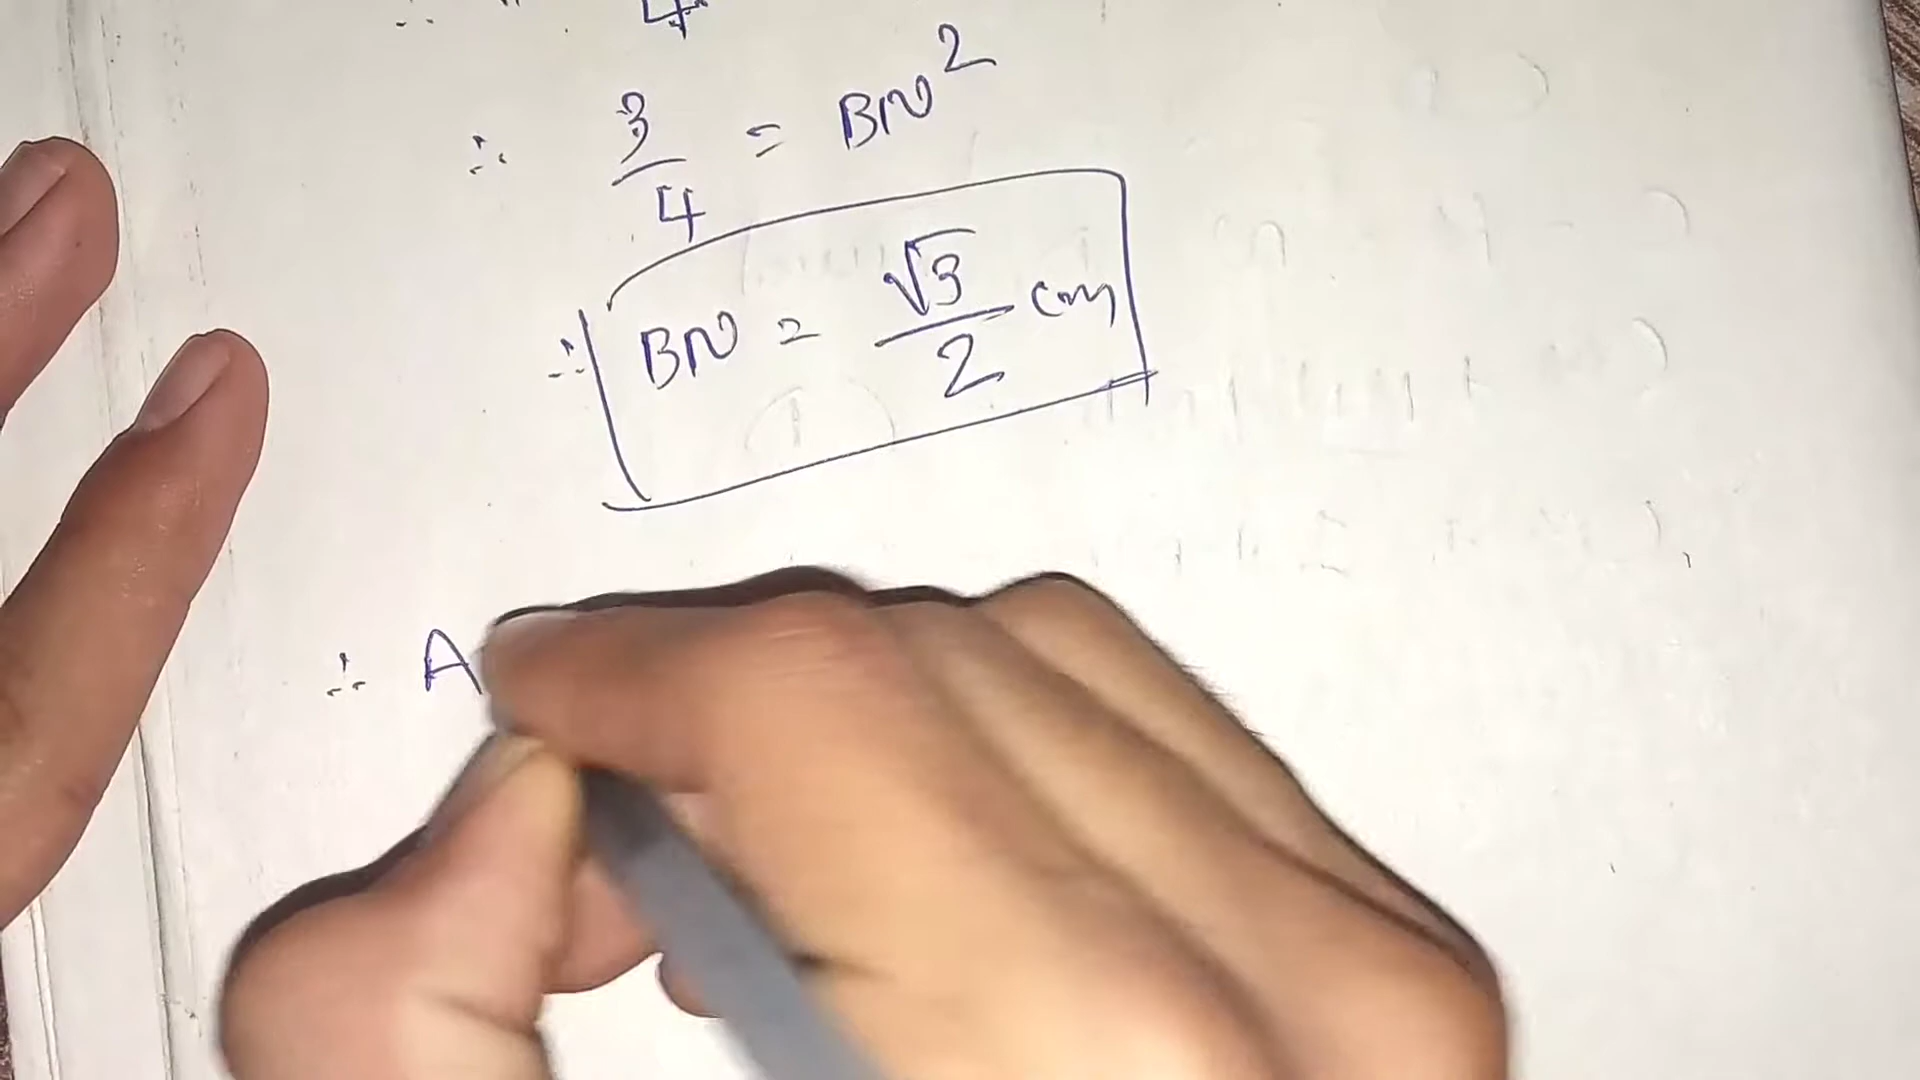 ∴ 3/4 = BN²
∴ BN = √3/2 cm
∴ A